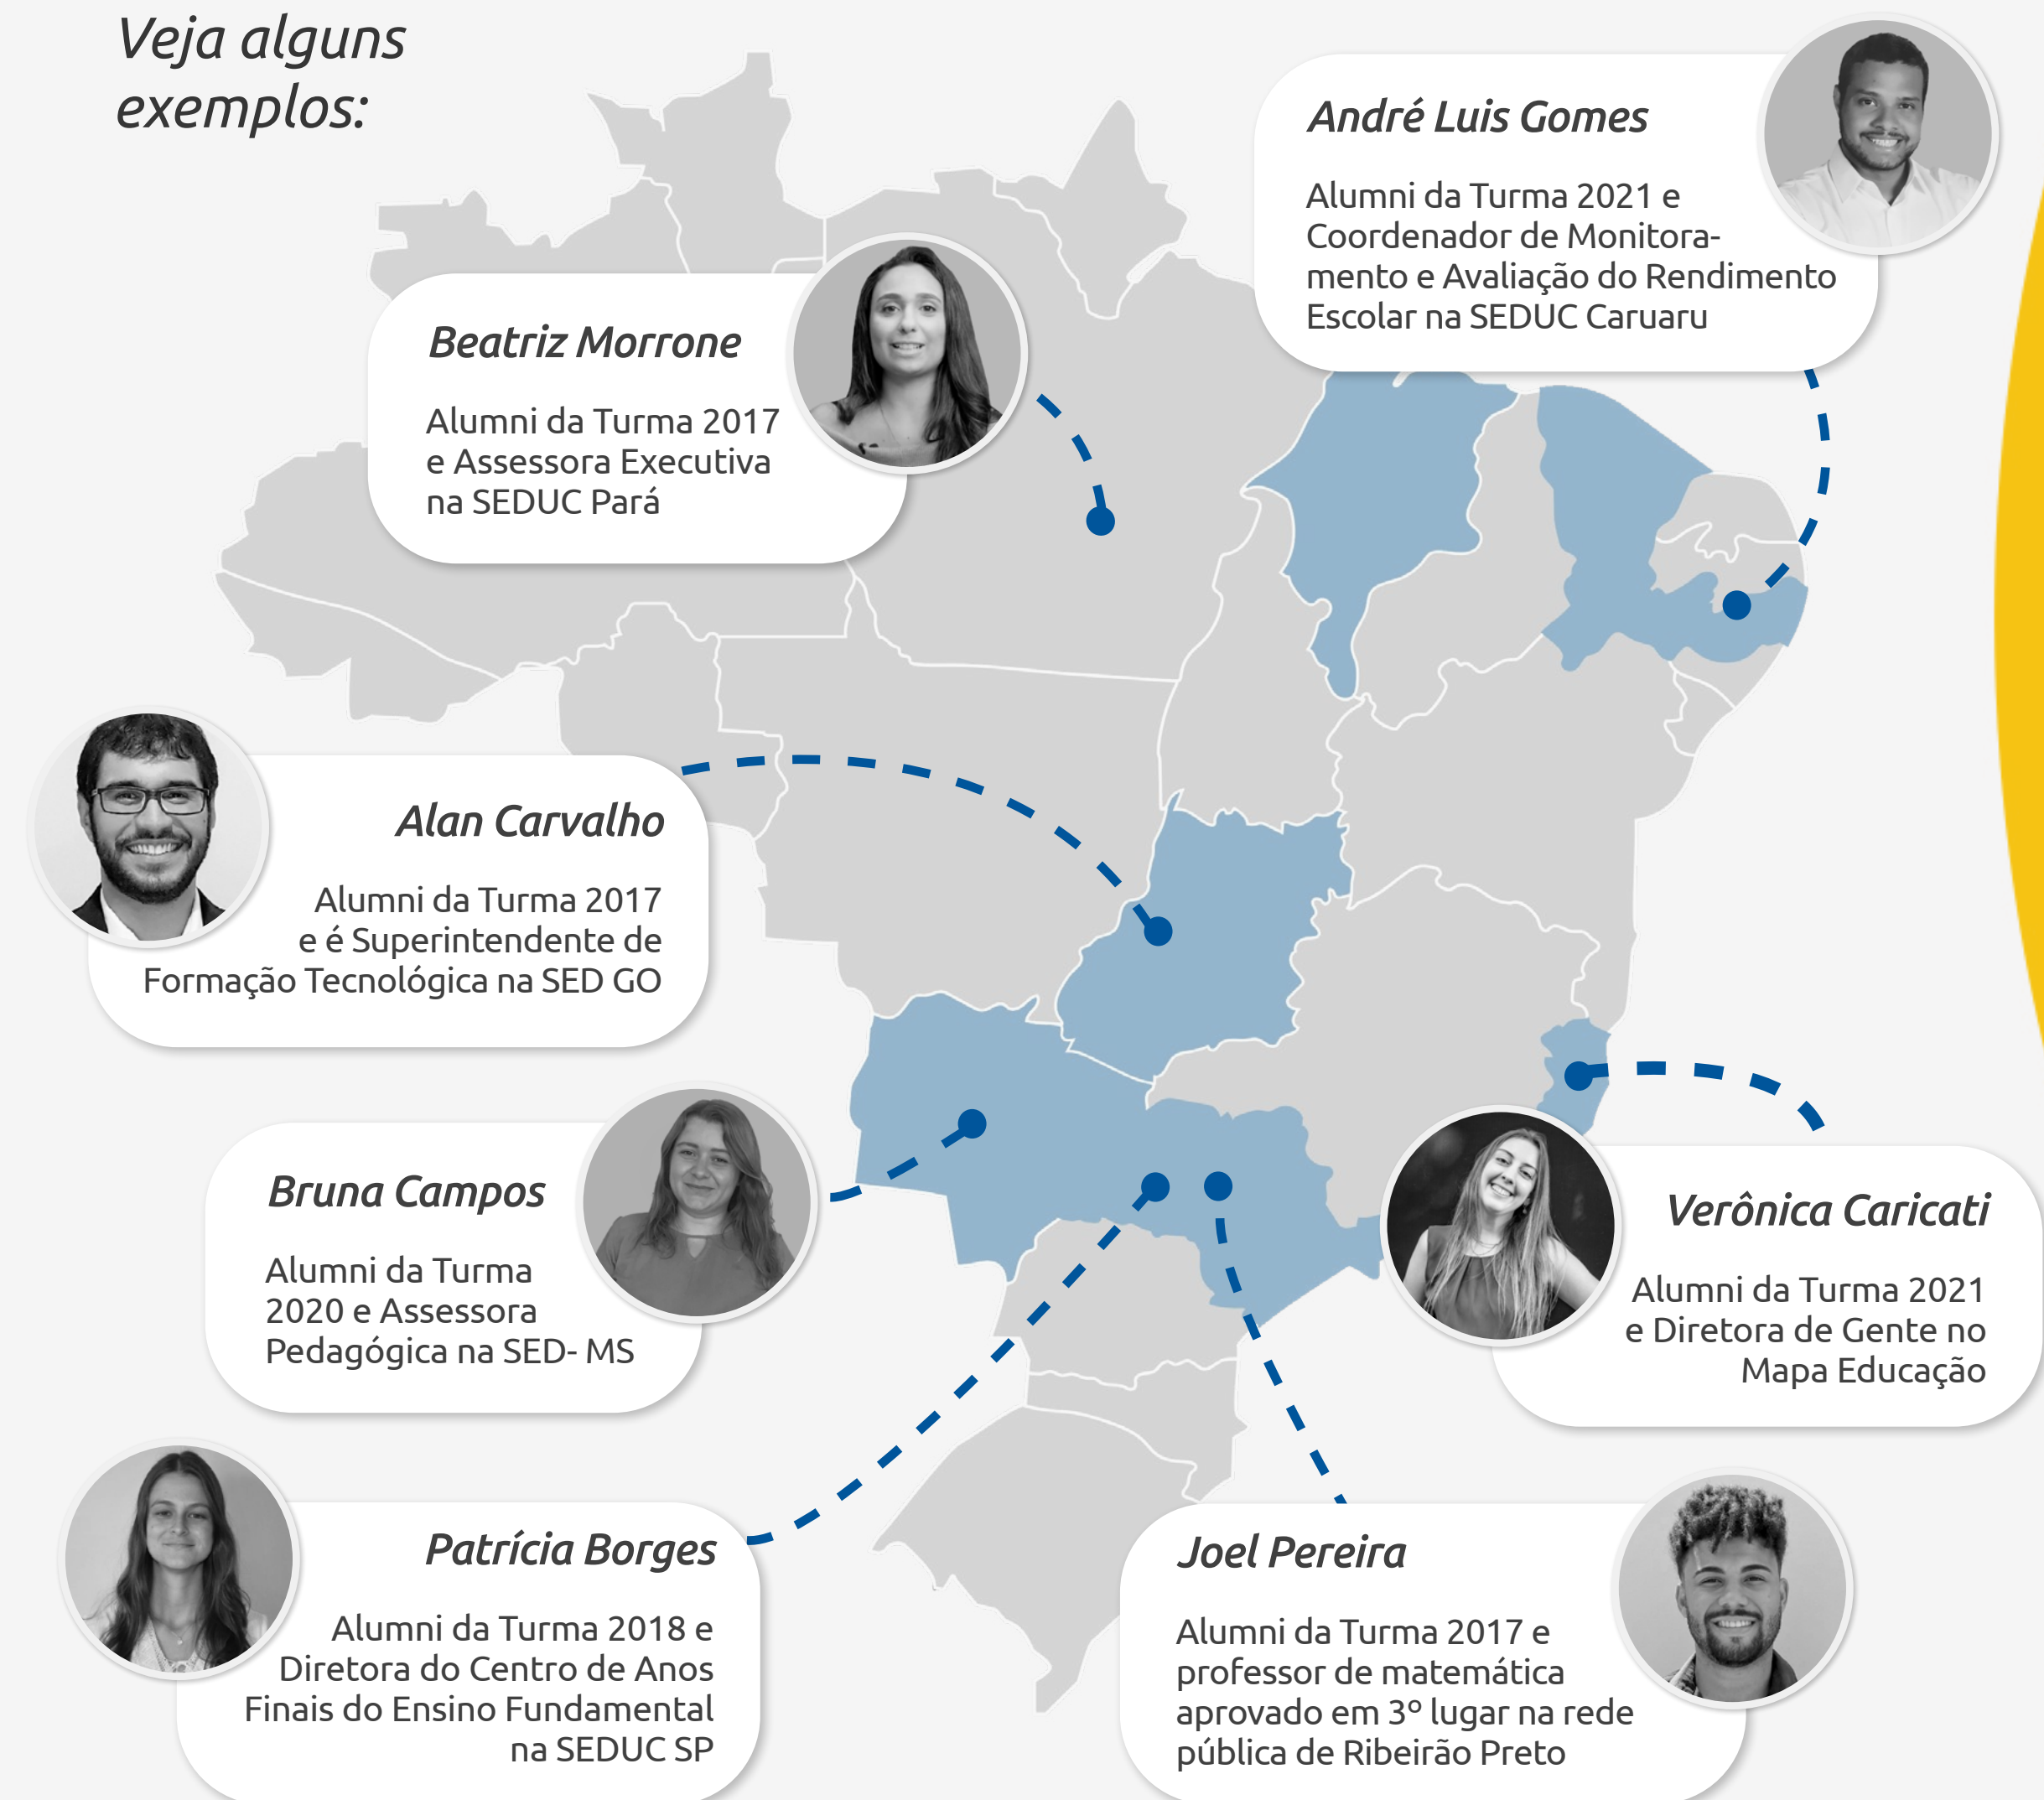 Veja alguns
exemplos:
André Luis Gomes
Alumni da Turma 2021 e
Coordenador de Monitora-
mento e Avaliação do Rendimento
Escolar na SEDUC Caruaru
Beatriz Morrone
Alumni da Turma 2017
e Assessora Executiva
na SEDUC Pará
Alan Carvalho
Alumni da Turma 2017
e é Superintendente de
Formação Tecnológica na SED GO
Bruna Campos
Alumni da Turma
2020 e Assessora
Pedagógica na SED- MS
Verônica Caricati
Alumni da Turma 2021
e Diretora de Gente no
Mapa Educação
Patrícia Borges
Alumni da Turma 2018 e
Diretora do Centro de Anos
Finais do Ensino Fundamental
na SEDUC SP
Joel Pereira
Alumni da Turma 2017 e
professor de matemática
aprovado em 3º lugar na rede
pública de Ribeirão Preto